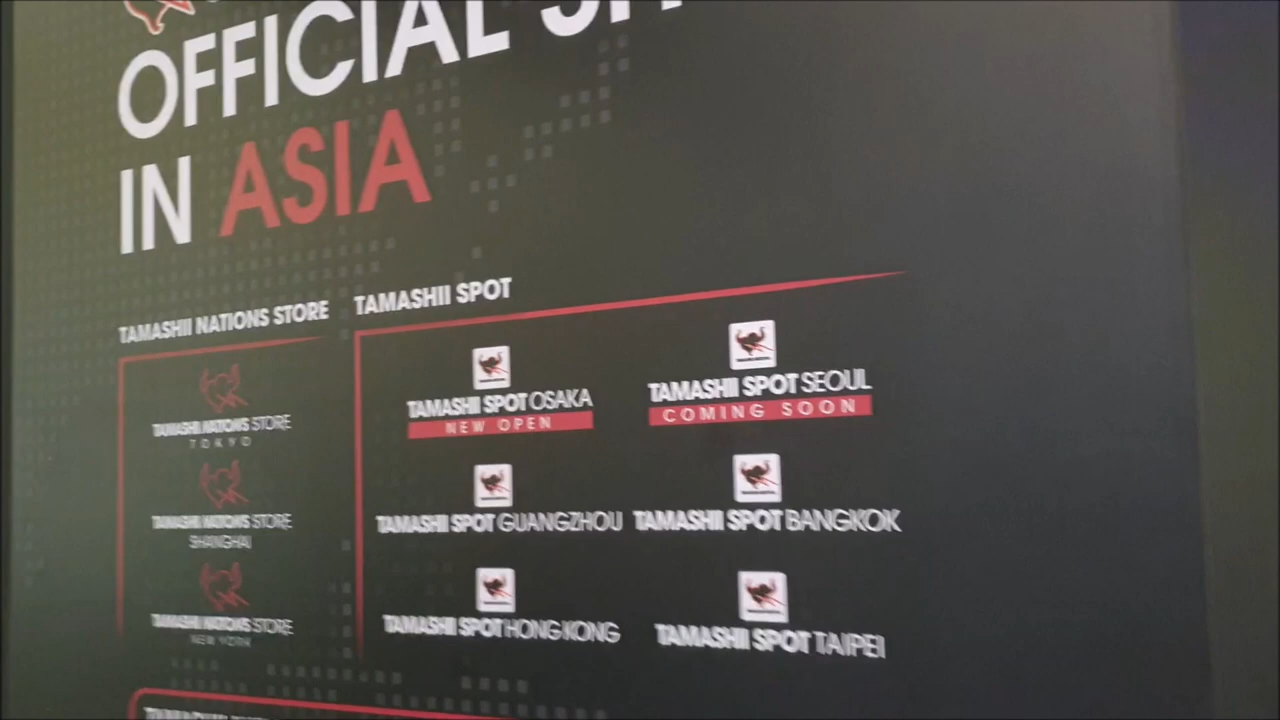 OFFICIAL
IN ASIA
TAMASHII NATIONS STORE
TAMASHII NATIONS STORE
TOKYO
TAMASHII NATIONS STORE
SHANGHAI
TAMASHII NATIONS STORE
NEW YORK
TAMASHII SPOT
TAMASHII SPOT OSAKA
NEW OPEN
TAMASHII SPOT SEOUL
COMING SOON
TAMASHII SPOT GUANGZHOU
TAMASHII SPOT BANGKOK
TAMASHII SPOT HONG KONG
TAMASHII SPOT TAIPEI